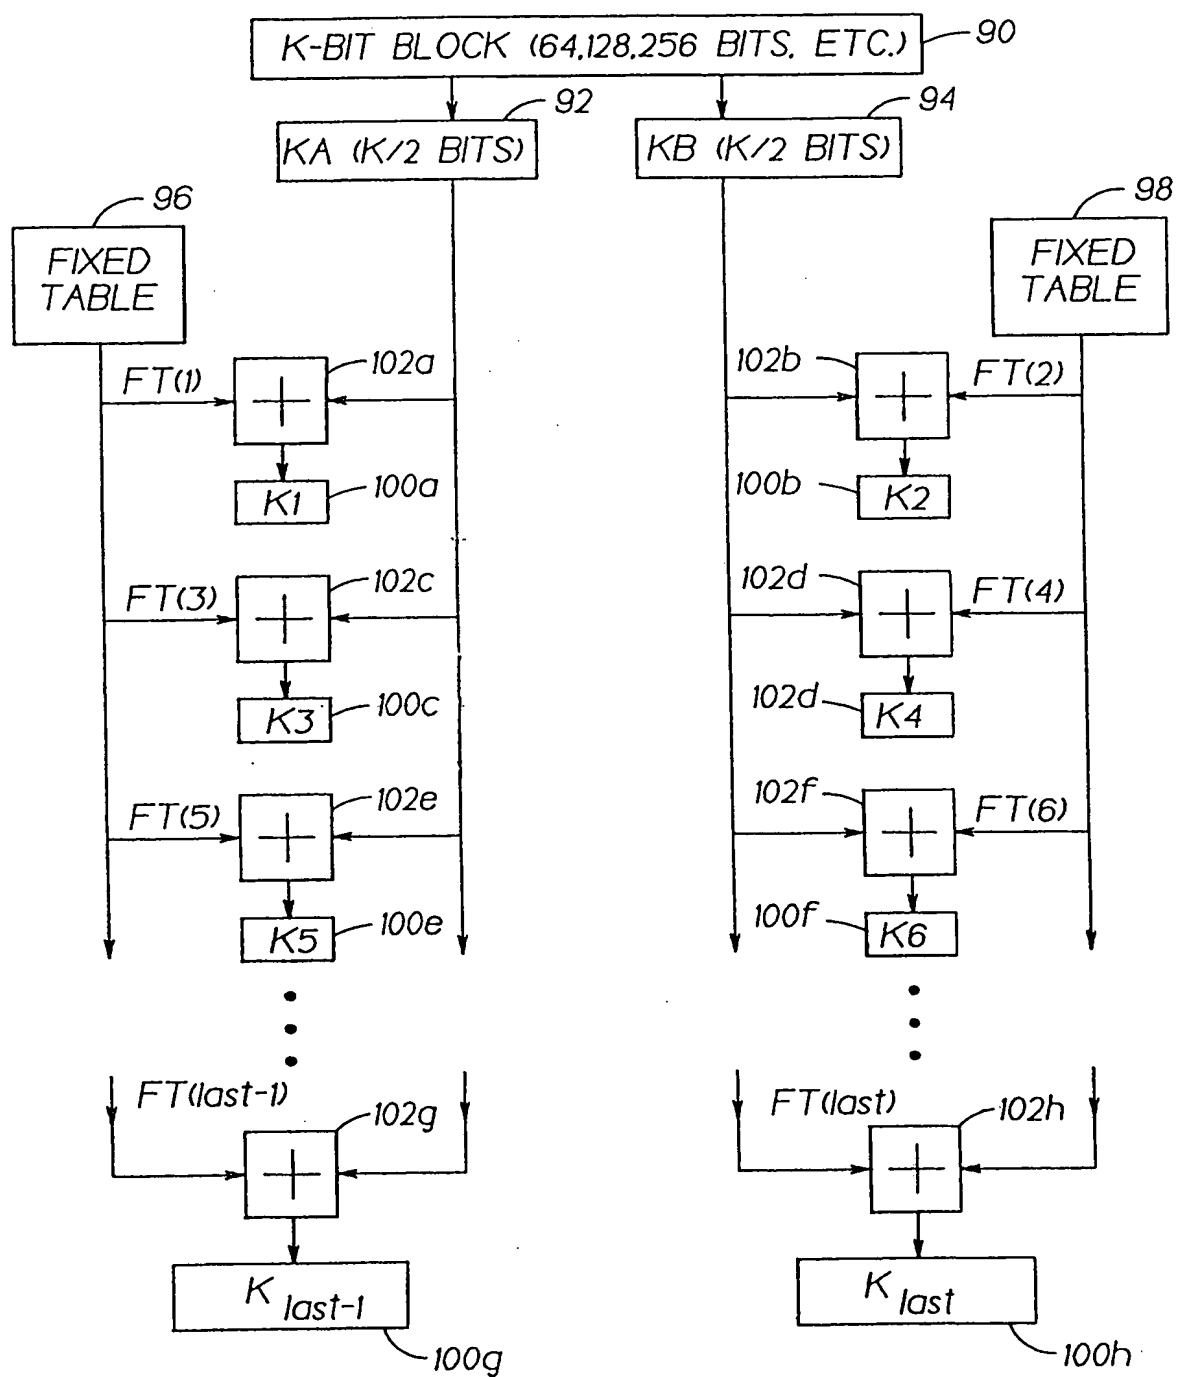 K-BIT BLOCK (64,128,256 BITS, ETC.)
90
92
94
KA (K/2 BITS)
KB (K/2 BITS)
96
98
FIXED
TABLE
FIXED
TABLE
102a
102b
FT(1)
FT(2)
100a
100b
K1
K2
102c
102d
FT(3)
FT(4)
100c
102d
K3
K4
102e
102f
FT(5)
FT(6)
100e
100f
K5
K6
FT(last-1)
FT(last)
102g
102h
K last-1
K last
100g
100h